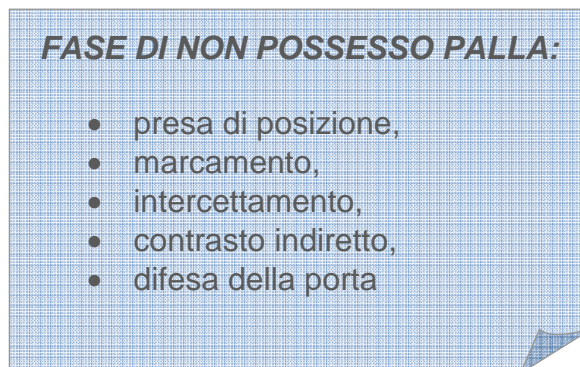 FASE DI NON POSSESSO PALLA:
• presa di posizione,
• marcamento,
• intercettamento,
• contrasto indiretto,
• difesa della porta